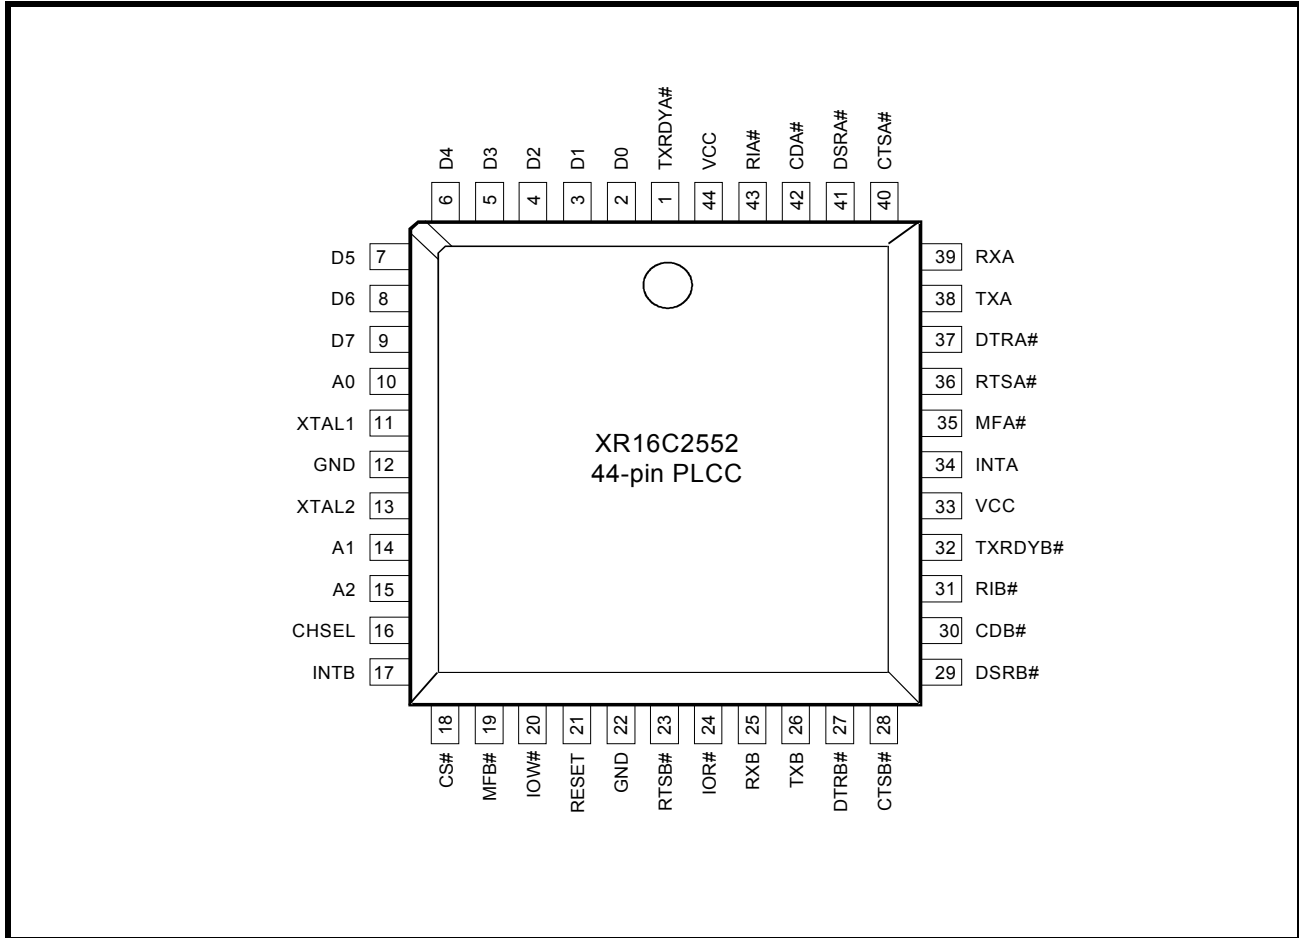 D4 D3 D2 D1 D0 TXRDYA# VCC RIA# CDA# DSRA# CTSA#
6 5 4 3 2 1 44 43 42 41 40
D5 7 39 RXA
D6 8 38 TXA
D7 9 37 DTRA#
A0 10 36 RTSA#
XTAL1 11 35 MFA#
XR16C2552
44-pin PLCC
GND 12 34 INTA
XTAL2 13 33 VCC
A1 14 32 TXRDYB#
A2 15 31 RIB#
CHSEL 16 30 CDB#
INTB 17 29 DSRB#
18 19 20 21 22 23 24 25 26 27 28
CS# MFB# IOW# RESET GND RTSB# IOR# RXB TXB DTRB# CTSB#